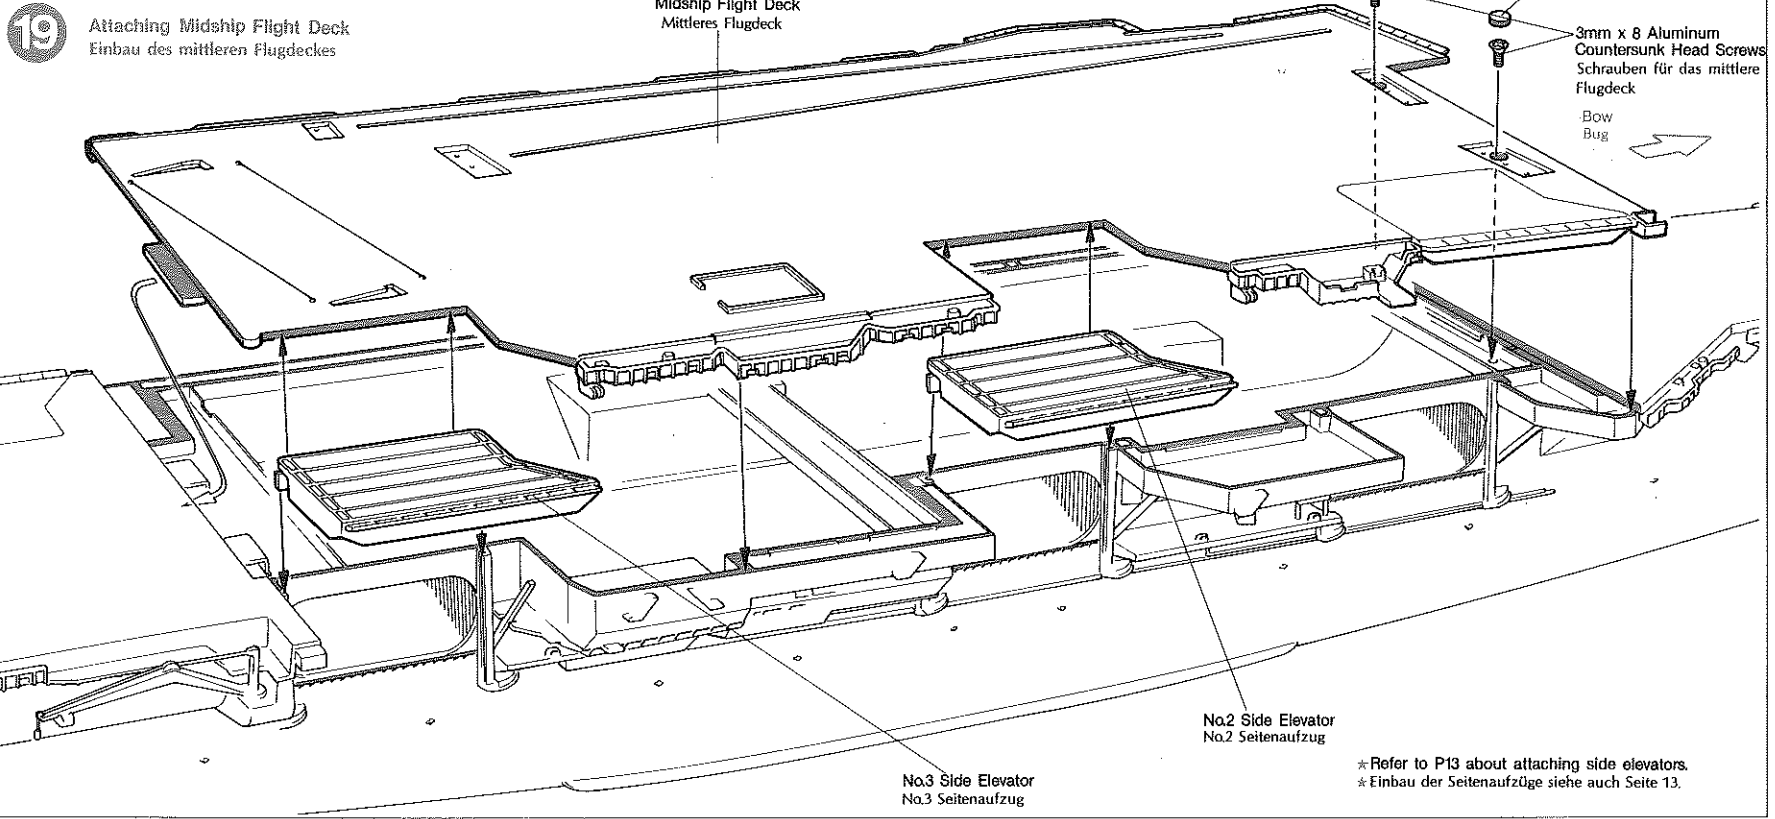 19
Attaching Midship Flight Deck
Einbau des mittleren Flugdeckes
Midship Flight Deck
Mittleres Flugdeck
3mm x 8 Aluminum
Countersunk Head Screws
Schrauben für das mittlere
Flugdeck
Bow
Bug
No.2 Side Elevator
No.2 Seitenaufzug
No.3 Side Elevator
No.3 Seitenaufzug
*Refer to P13 about attaching side elevators.
*Einbau der Seitenaufzüge siehe auch Seite 13.